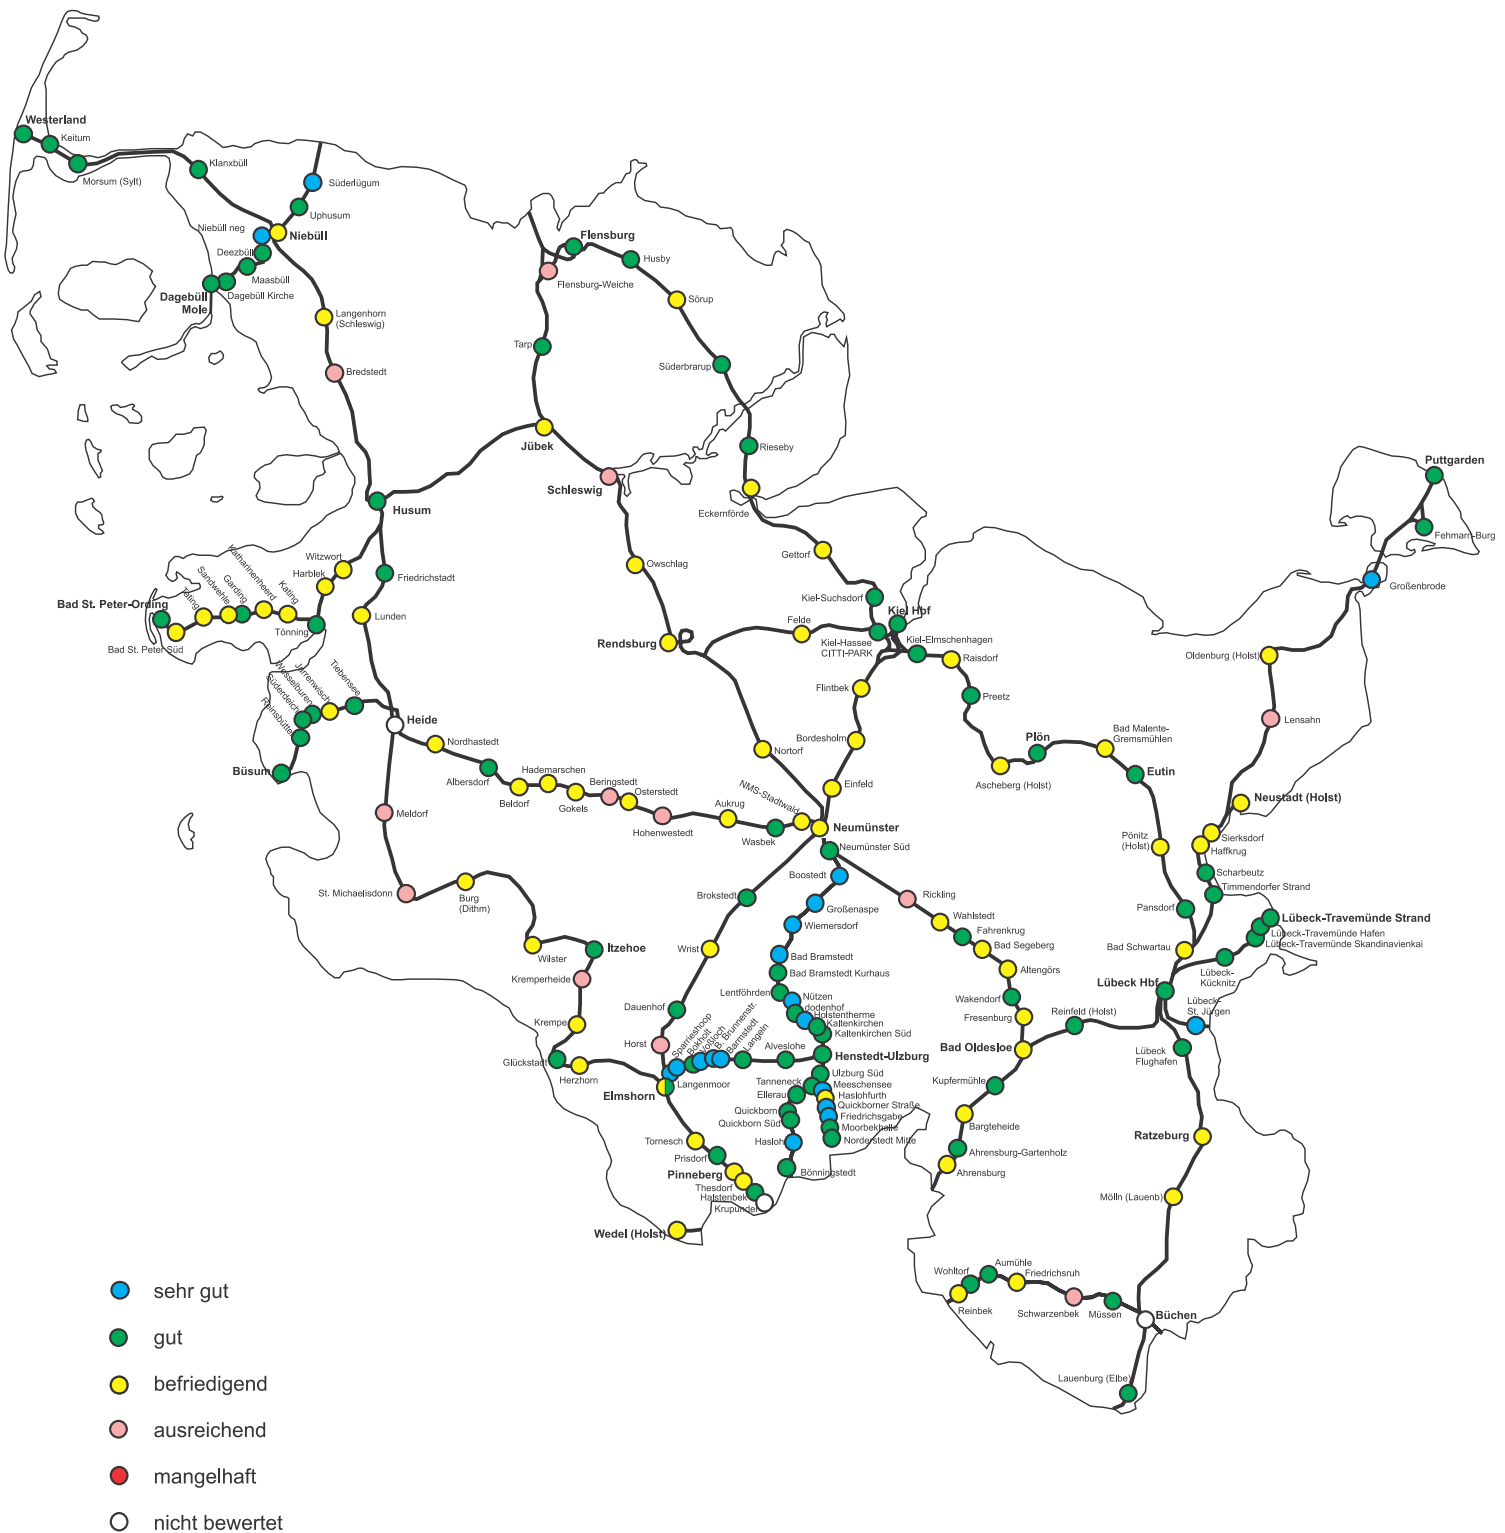 Westerland
Keitum
Morsum (Sylt)
Klanxbüll
Süderlügum
Uphusum
Niebüll neg
Niebüll
Deezbüll
Maasbüll
Dagebüll Kirche
Dagebüll
Mole
Langenhorn
(Schleswig)
Bredstedt
Flensburg
Husby
Flensburg-Weiche
Sörup
Tarp
Süderbrarup
Jübek
Rieseby
Schleswig
Eckernförde
Husum
Puttgarden
Fehmarn-Burg
Großenbrode
Gettorf
Owschlag
Witzwort
Harblek
Friedrichstadt
Katharinenheerd
Sandwehle
Garding
Kating
Tating
Bad St. Peter-Ording
Bad St. Peter Süd
Tönning
Lunden
Kiel-Suchsdorf
Kiel Hbf
Felde
Kiel-Hassee
CITTI-PARK
Kiel-Elmschenhagen
Rendsburg
Raisdorf
Oldenburg (Holst)
Flintbek
Preetz
Tiebensee
Jarrenwisch
Wesselburen
Süderdeich
Reinsbüttel
Büsum
Heide
Nordhastedt
Lensahn
Bordesholm
Nortorf
Plön
Bad Malente-
Gremsmühlen
Eutin
Ascheberg (Holst)
Albersdorf
Hademarschen
Beldorf
Gokels
Beringstedt
Osterstedt
Hohenwestedt
Aukrug
NMS-Stadtwald
Wasbek
Einfeld
Neumünster
Neumünster Süd
Neustadt (Holst)
Meldorf
Pönitz
(Holst)
Sierksdorf
Haffkrug
Scharbeutz
Timmendorfer Strand
Boostedt
Rickling
St. Michaelisdonn
Burg
(Dithm)
Brokstedt
Großenaspe
Wiemersdorf
Wahlstedt
Fahrenkrug
Bad Segeberg
Pansdorf
Lübeck-Travemünde Strand
Lübeck-Travemünde Hafen
Lübeck-Travemünde Skandinavienkai
Bad Schwartau
Wilster
Itzehoe
Wrist
Bad Bramstedt
Bad Bramstedt Kurhaus
Altengörs
Lübeck-
Kücknitz
Kremperheide
Lübeck Hbf
Lentföhrden
Nützen
dodenhof
Holstentherme
Kaltenkirchen
Kaltenkirchen Süd
Wakendorf
Fresenburg
Reinfeld (Holst)
Lübeck-
St. Jürgen
Dauenhof
Krempe
Horst
Glückstadt
Herzhorn
Sparrieshoop
Bokholt
Voßloch
B. Brunnenstr.
Barmstedt
Langeln
Alveslohe
Henstedt-Ulzburg
Bad Oldesloe
Lübeck
Flughafen
Langenmoor
Elmshorn
Ulzburg Süd
Tanneck
Meeschensee
Ellerau
Haslohfurth
Quickborner Straße
Quickborn
Friedrichsgabe
Quickborn Süd
Moorbekhalle
Norderstedt Mitte
Hasloh
Bönningstedt
Kupfermühle
Bargteheide
Ahrensburg-Gartenholz
Ahrensburg
Ratzeburg
Tornesch
Prisdorf
Pinneberg
Thesdorf
Halstenbek
Krupunder
Mölln (Lauenb)
Wedel (Holst)
Wohltorf
Aumühle
Friedrichsruh
Reinbek
Schwarzenbek
Müssen
Büchen
Lauenburg (Elbe)
sehr gut
gut
befriedigend
ausreichend
mangelhaft
nicht bewertet